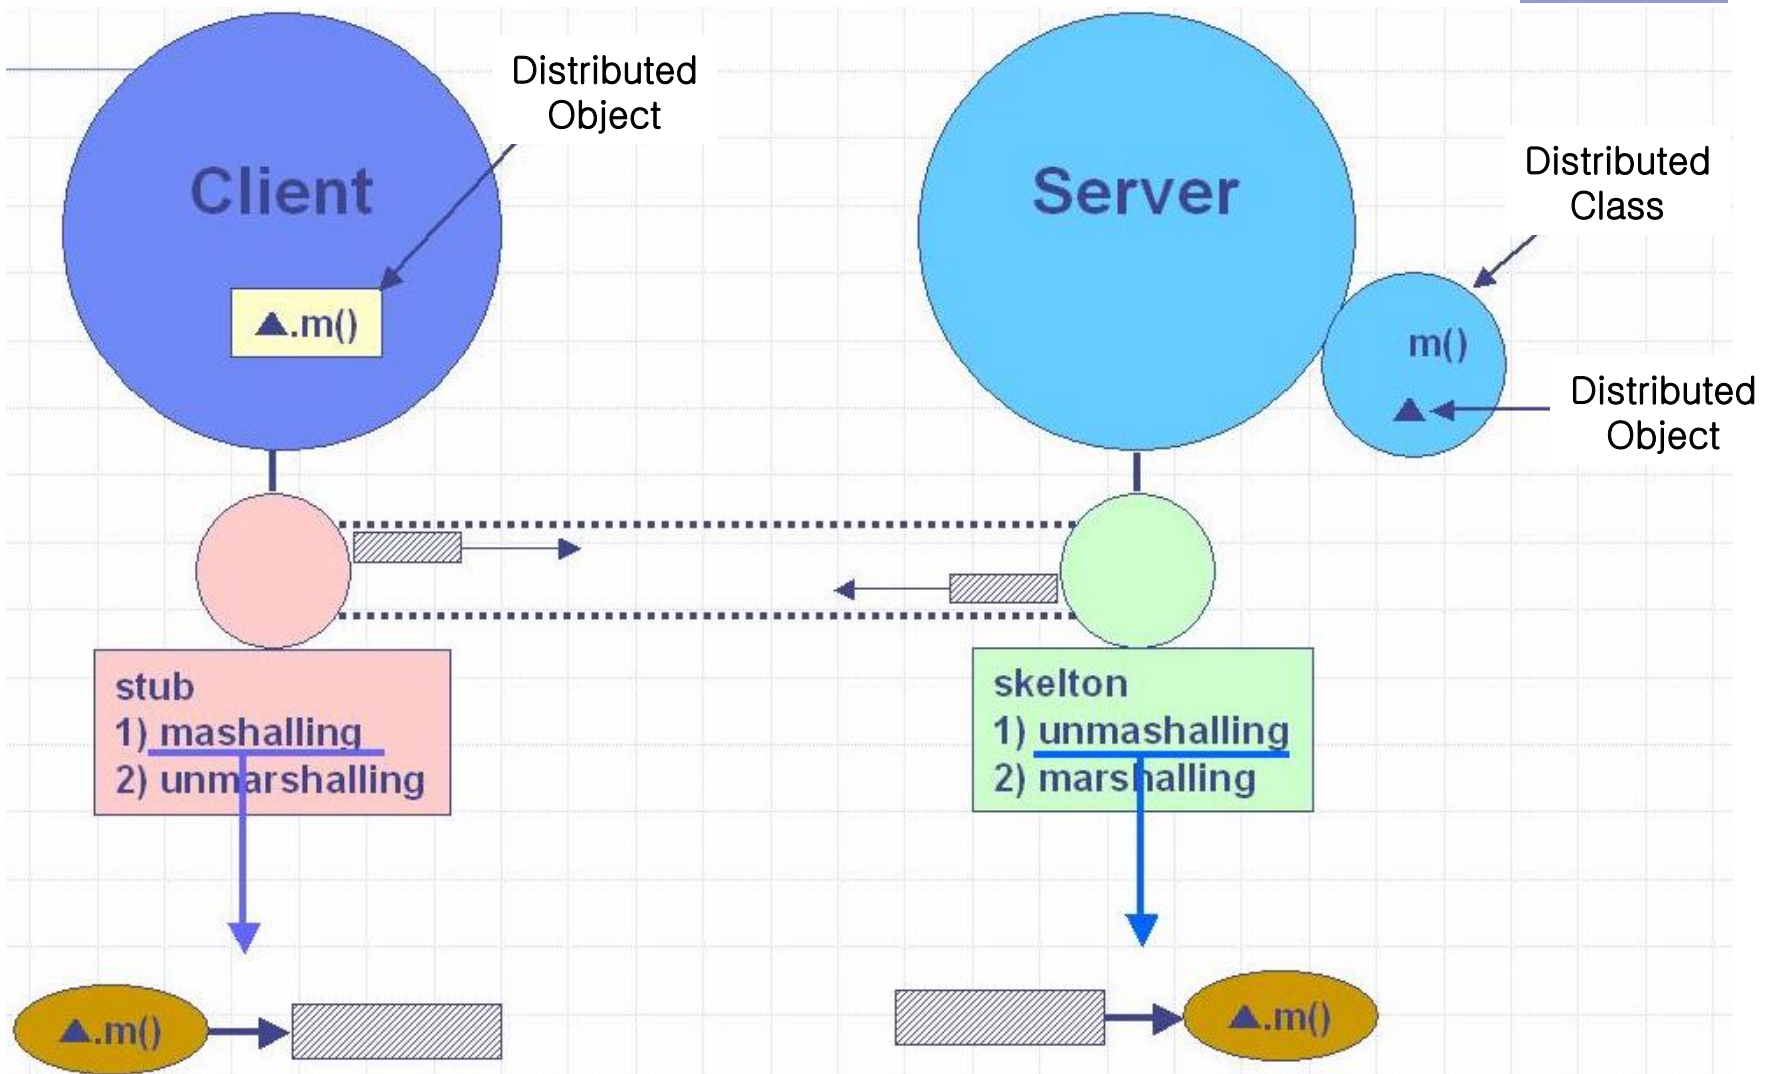 Distributed
Object
Client
▲.m()
Server
Distributed
Class
m()
▲
Distributed
Object
stub
1) mashalling
2) unmarshalling
skelton
1) unmashalling
2) marshalling
▲.m()
▲.m()